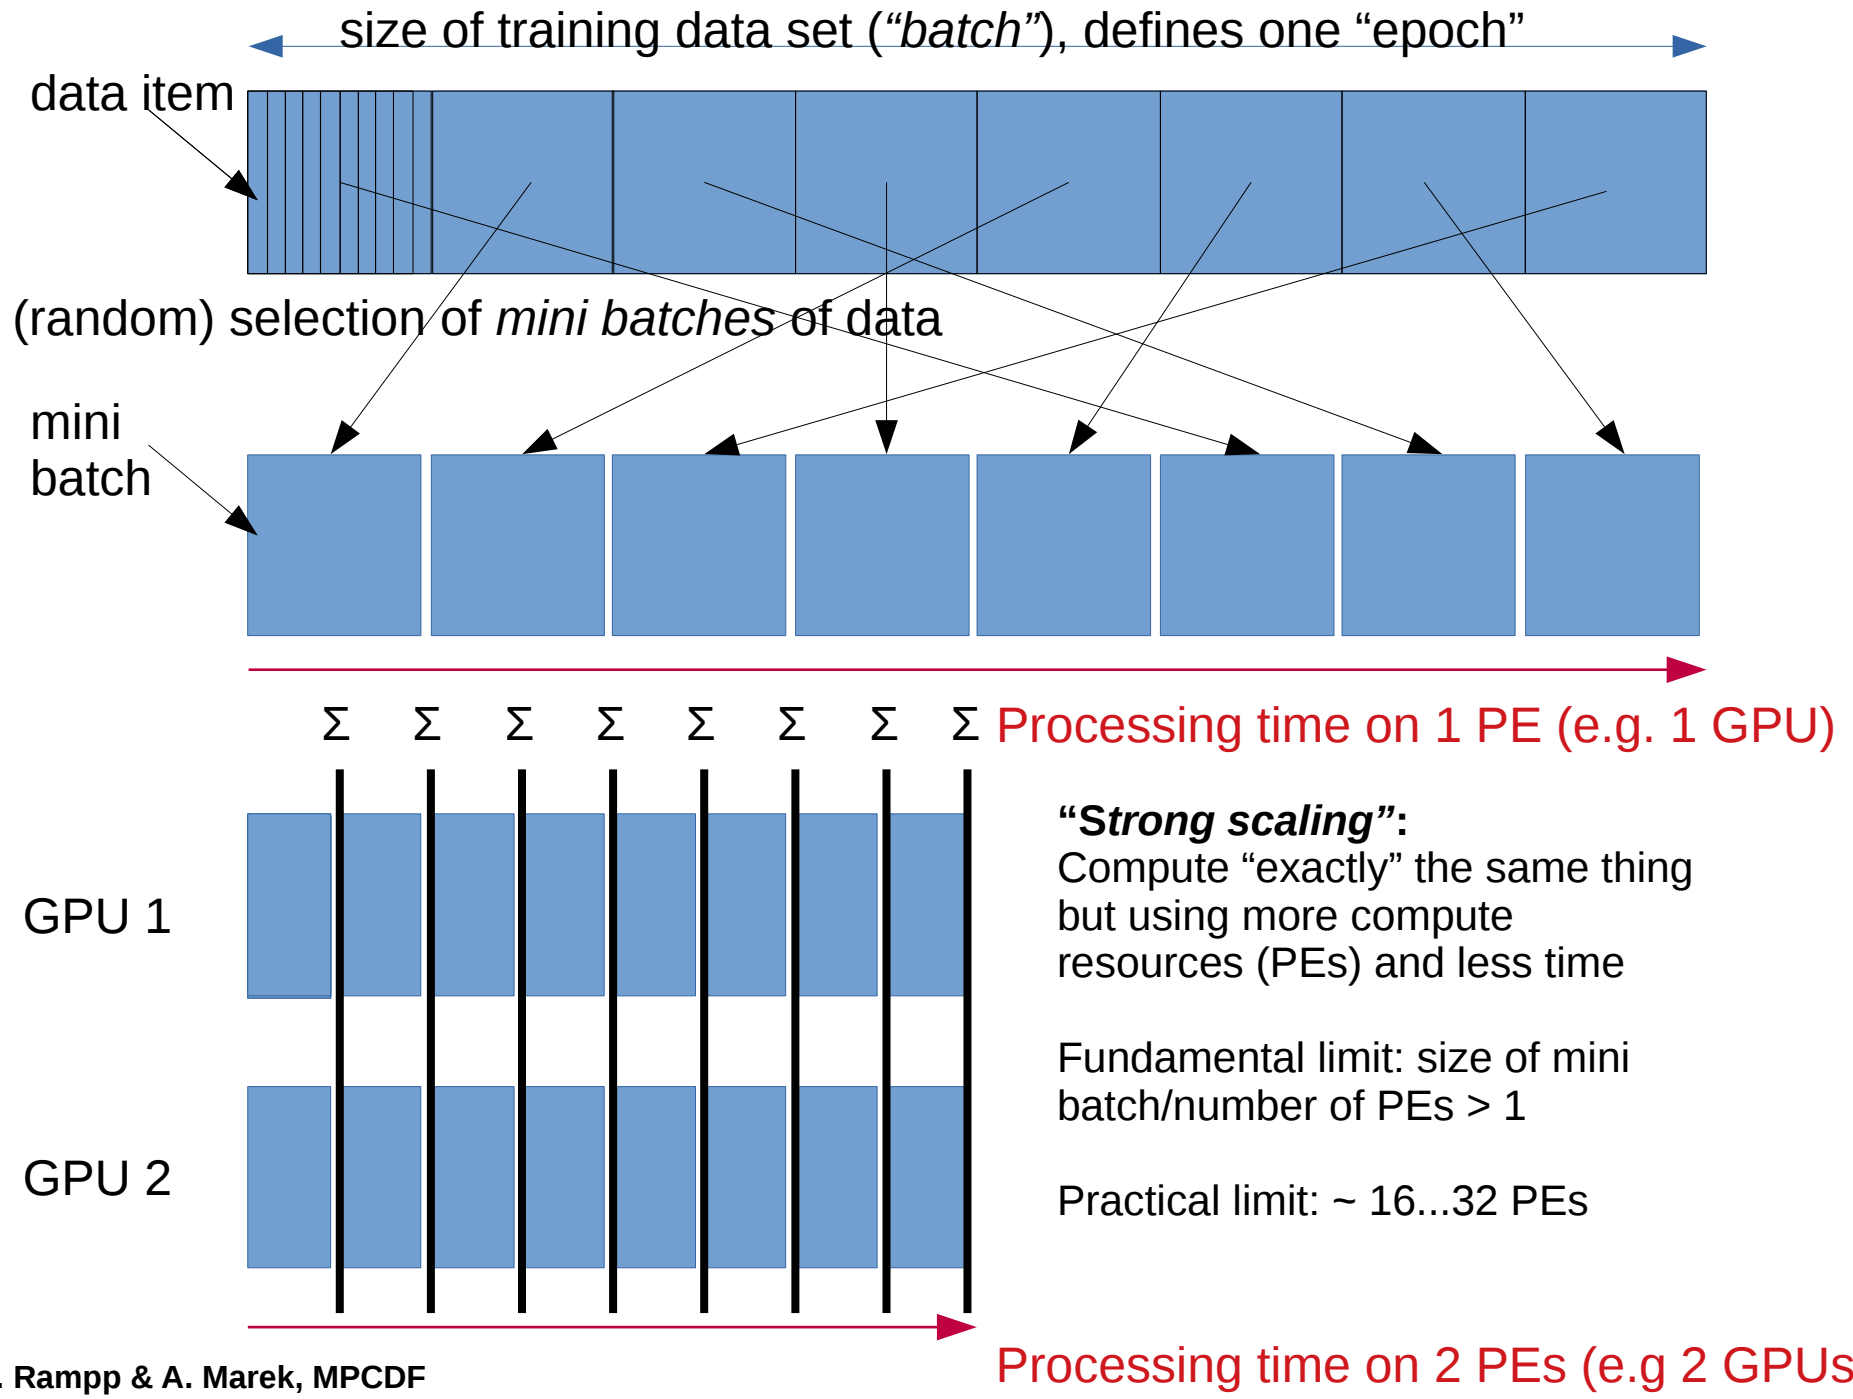 size of training data set (“batch”), defines one “epoch”
data item
(random) selection of mini batches of data
mini
batch
Σ Σ Σ Σ Σ Σ Σ Σ
Processing time on 1 PE (e.g. 1 GPU)
“Strong scaling”:
Compute “exactly” the same thing
but using more compute
resources (PEs) and less time
Fundamental limit: size of mini
batch/number of PEs > 1
Practical limit: ~ 16...32 PEs
GPU 1
GPU 2
Processing time on 2 PEs (e.g 2 GPUs
. Rampp & A. Marek, MPCDF